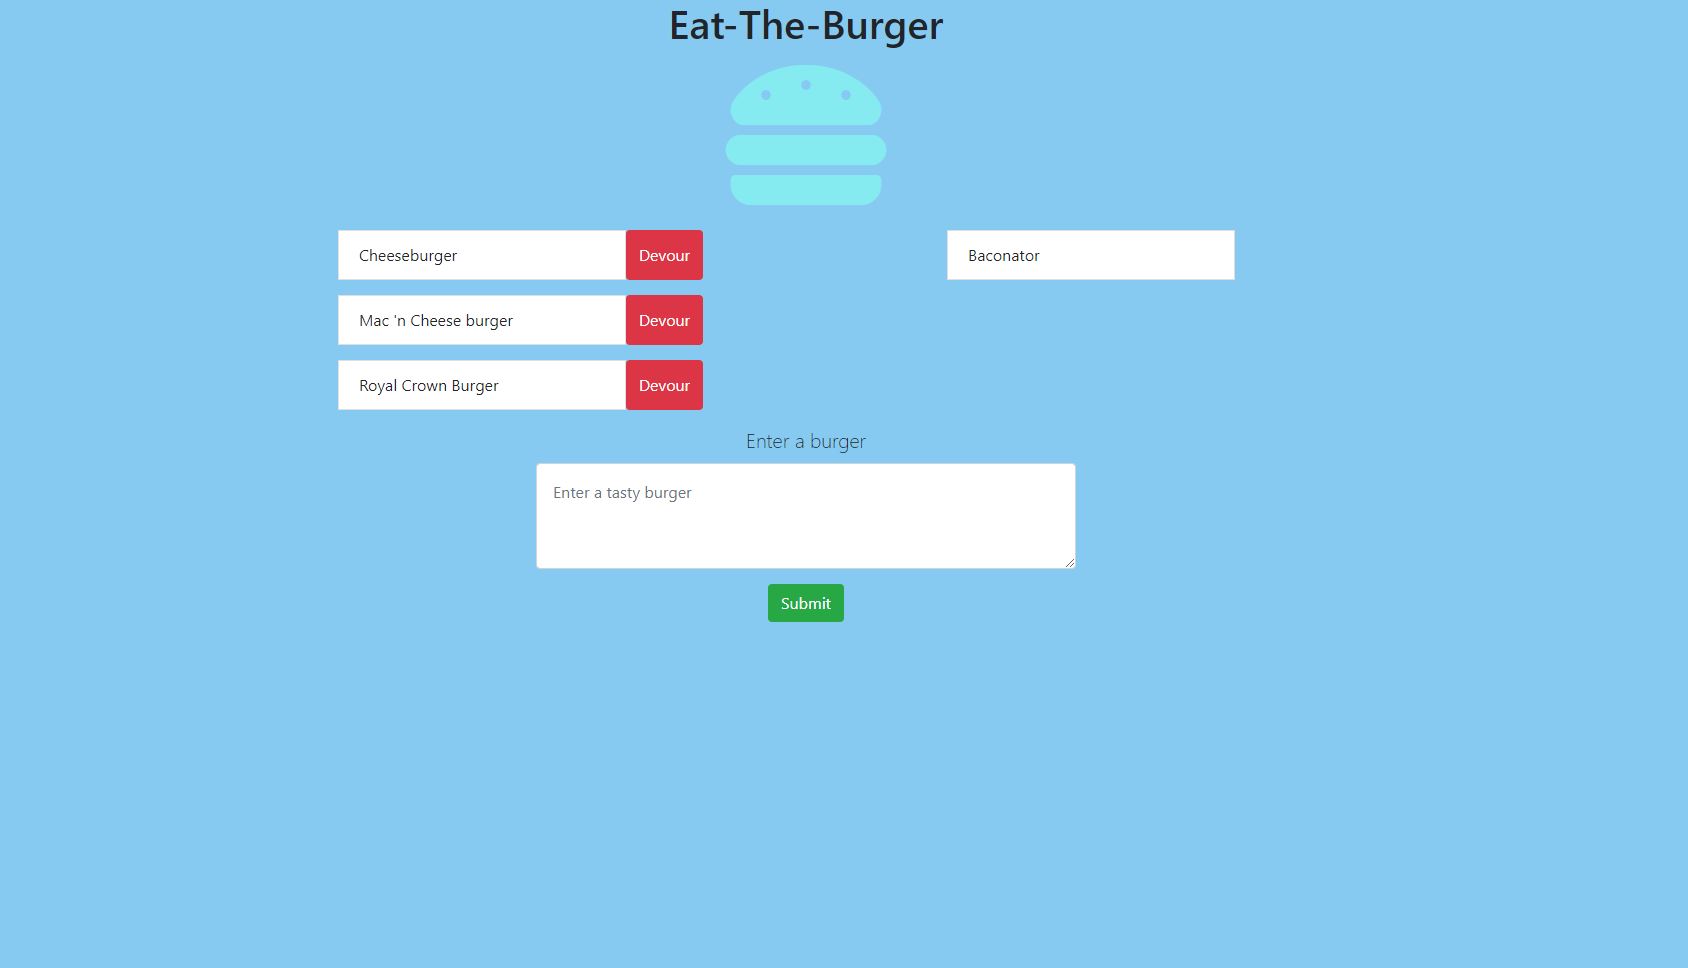 Eat-The-Burger
Cheeseburger
Devour
Baconator
Mac 'n Cheese burger
Devour
Royal Crown Burger
Devour
Enter a burger
Enter a tasty burger
Submit